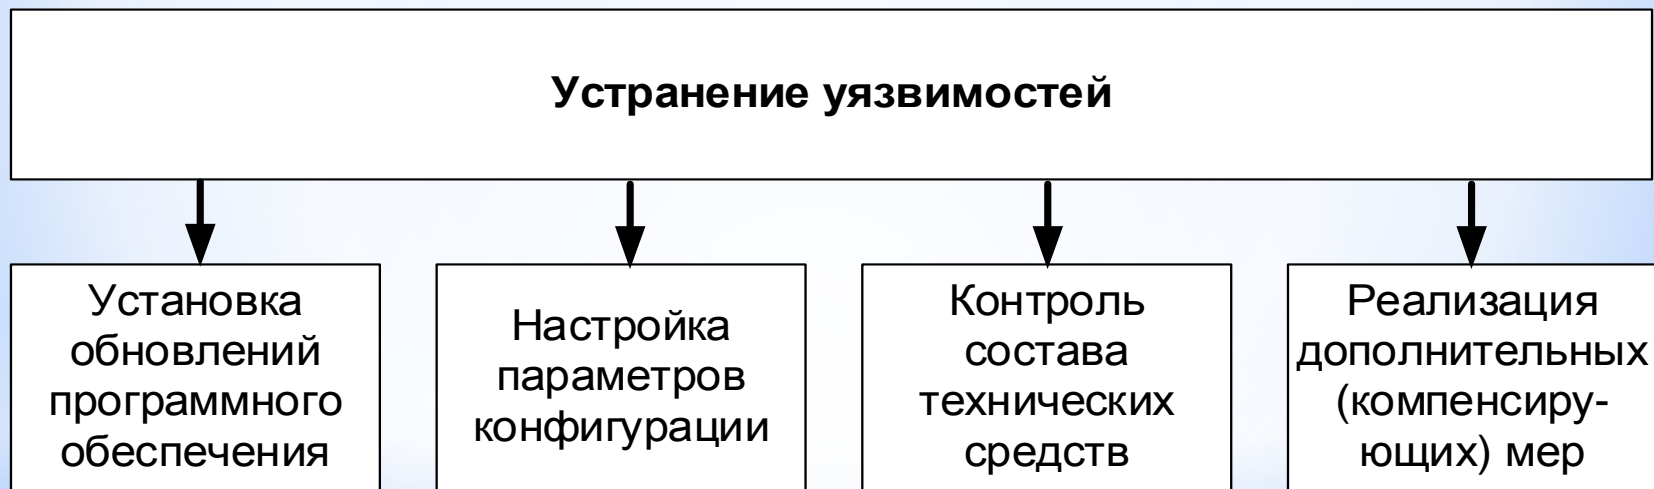 Устранение уязвимостей
Установка
обновлений
программного
обеспечения
Настройка
параметров
конфигурации
Контроль
состава
технических
средств
Реализация
дополнительных
(компенсиру-
ющих) мер